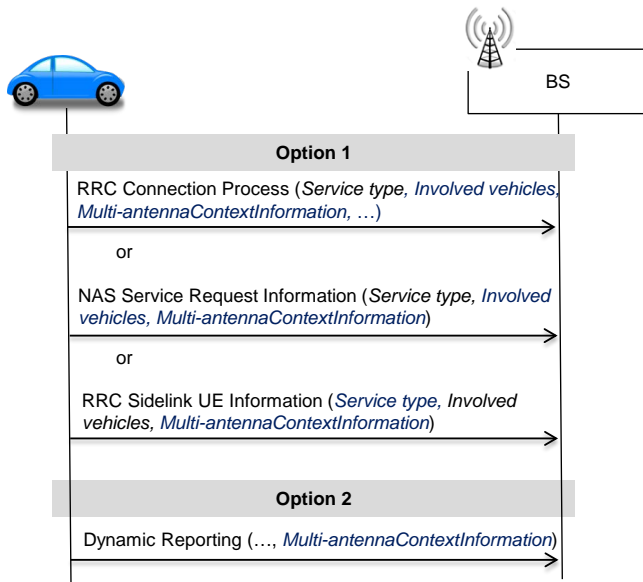 BS
Option 1
RRC Connection Process (Service type, Involved vehicles,
Multi-antennaContextInformation, …)
or
NAS Service Request Information (Service type, Involved
vehicles, Multi-antennaContextInformation)
or
RRC Sidelink UE Information (Service type, Involved
vehicles, Multi-antennaContextInformation)
Option 2
Dynamic Reporting (…, Multi-antennaContextInformation)